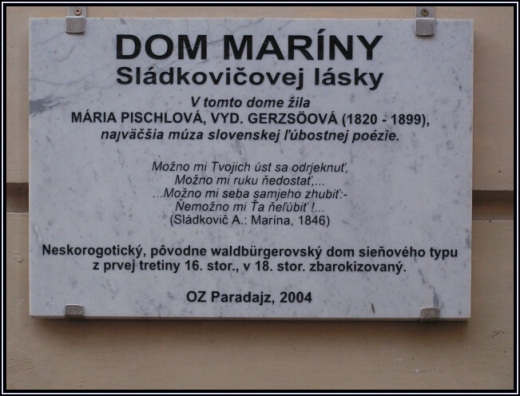 DOM MARÍNY
Sládkovičovej lásky
V tomto dome žila
MÁRIA PISCHLOVÁ, VYD. GERZSÖOVÁ (1820 - 1899),
najväčšia múza slovenskej ľúbostnej poézie.
Možno mi Tvojich úst sa odrjeknuť,
Možno mi ruku ňedostať,...
...Možno mi seba samjeho zhubiť:-
Ňemožno mi Ťa ňeľúbiť !...
(Sládkovič A.: Marína, 1846)
Neskorogotický, pôvodne waldbürgerovský dom sieňového typu
z prvej tretiny 16. stor., v 18. stor. zbarokizovaný.
OZ Paradajz, 2004